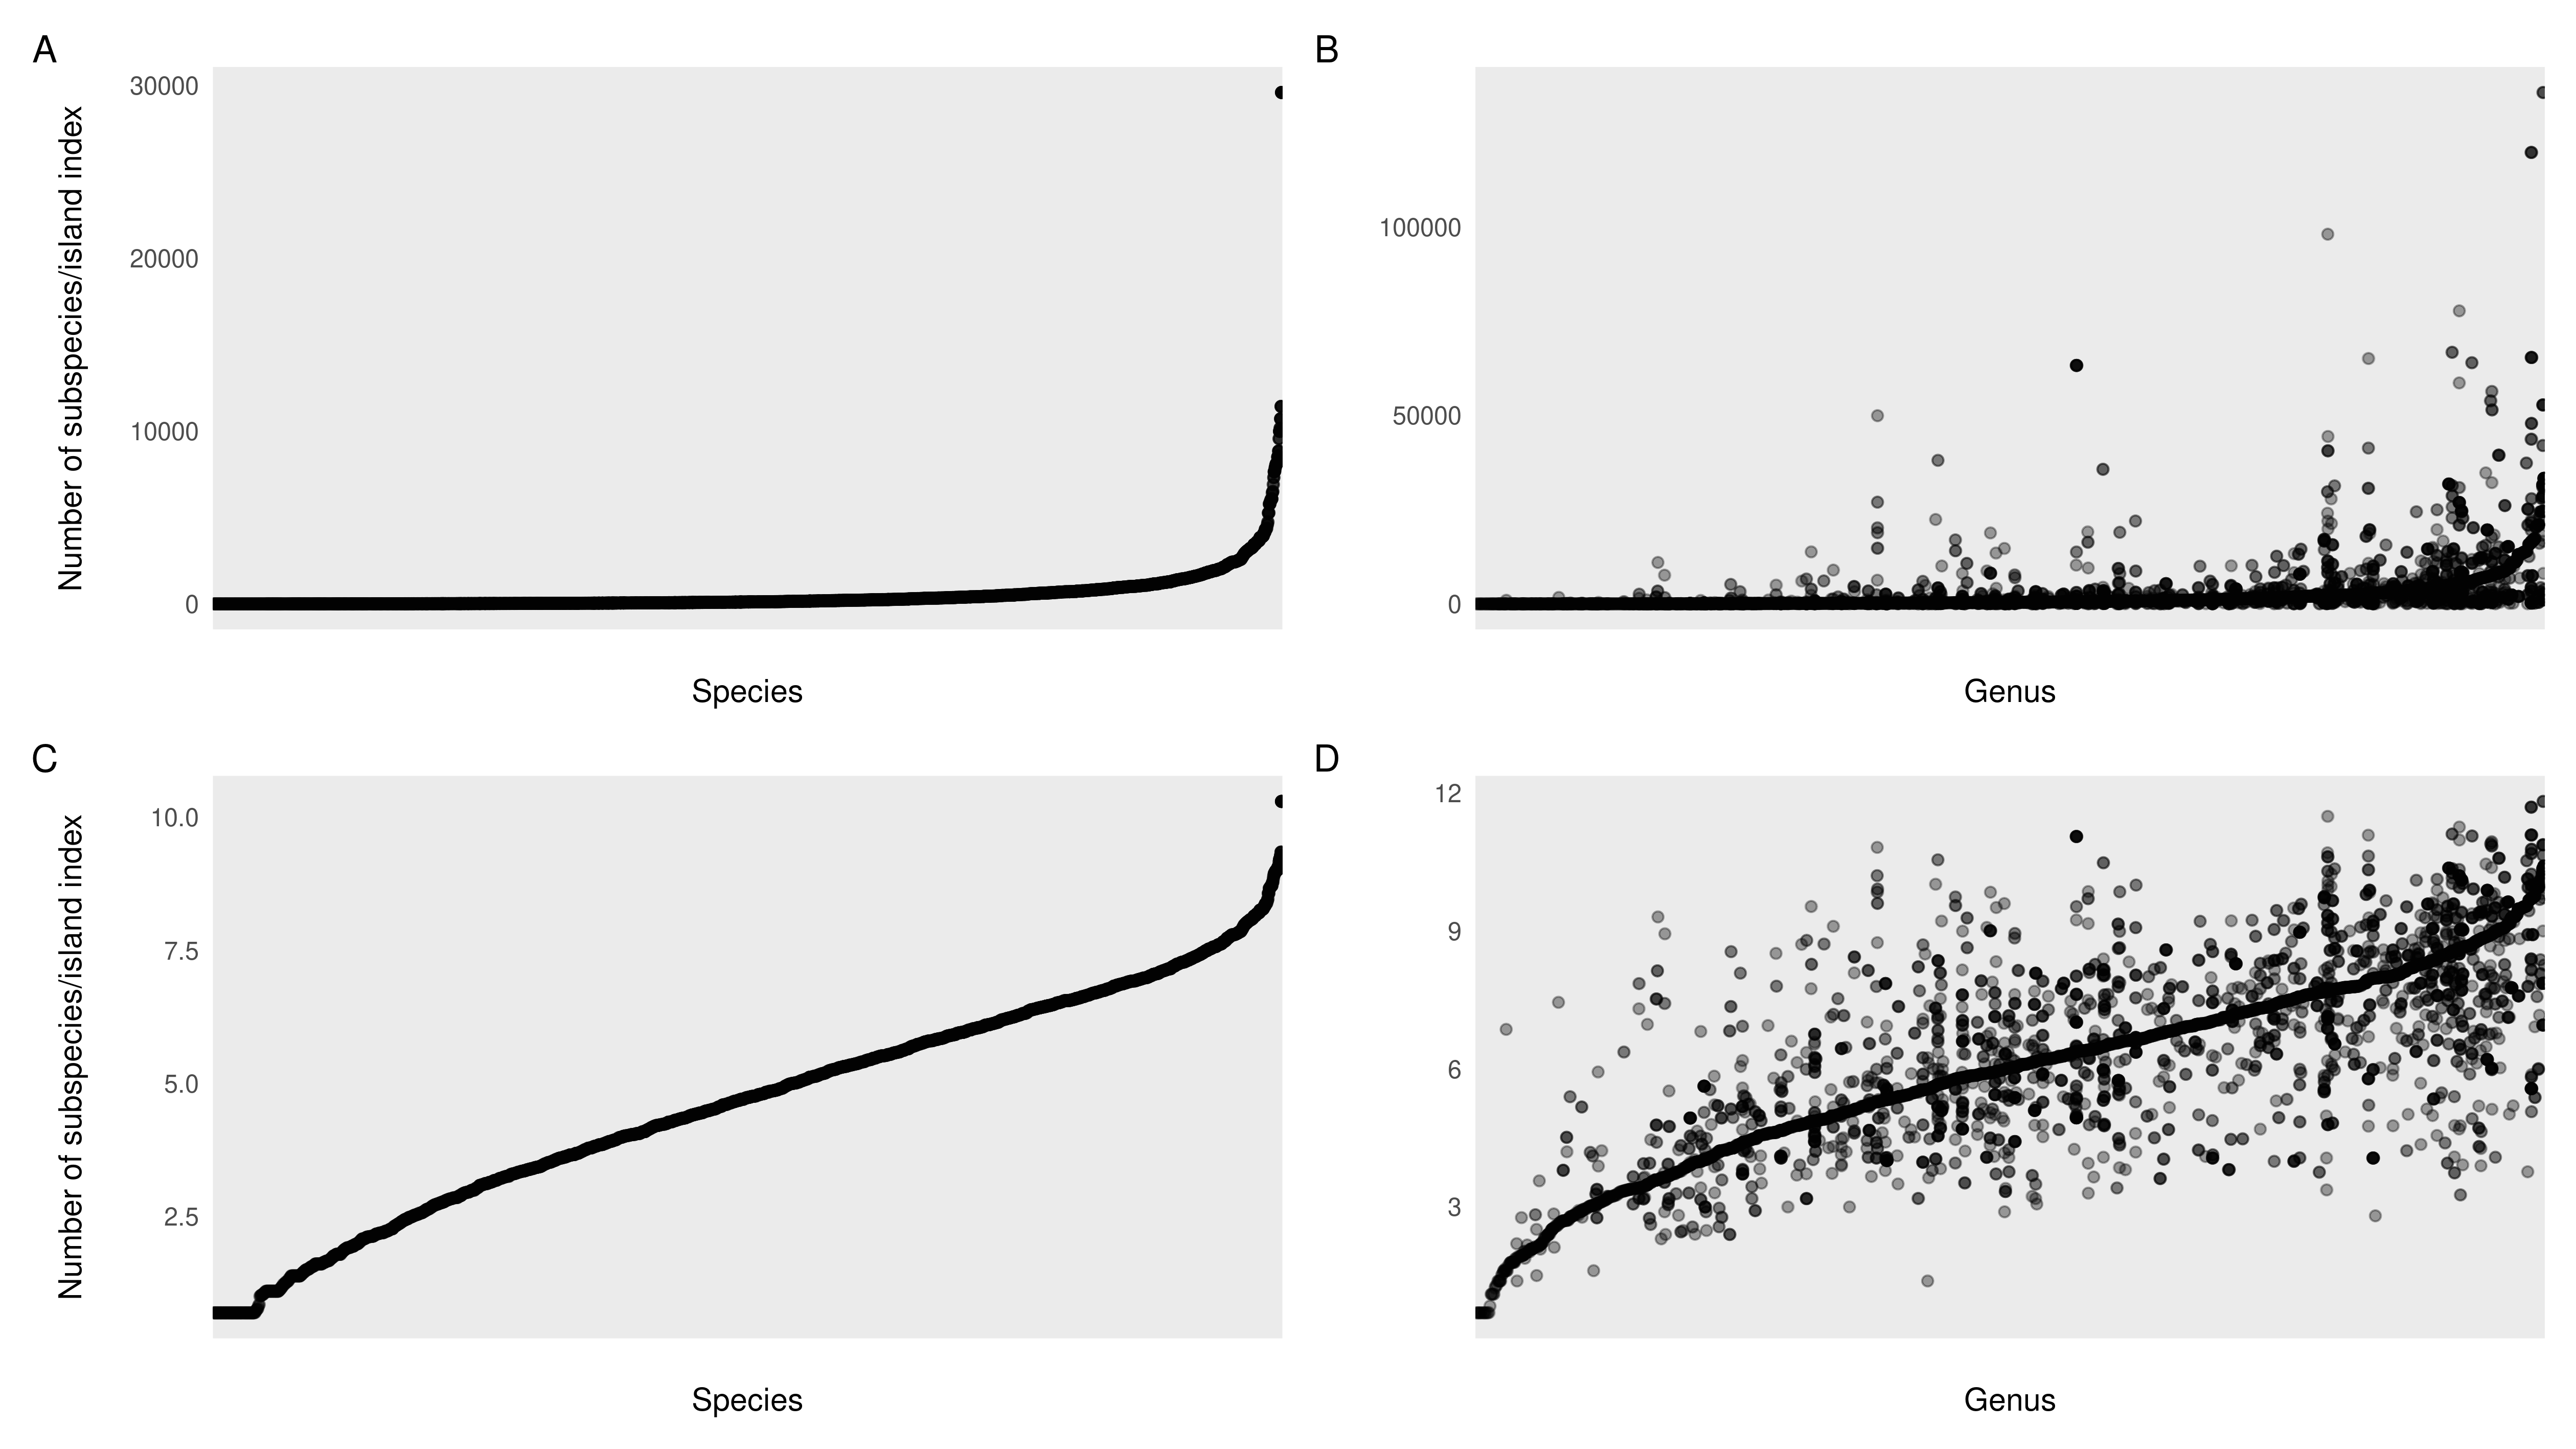 A
Number of subspecies/island index
30000
20000
10000
0
Species
B
100000
50000
0
Genus
C
Number of subspecies/island index
10.0
7.5
5.0
2.5
Species
D
12
9
6
3
Genus